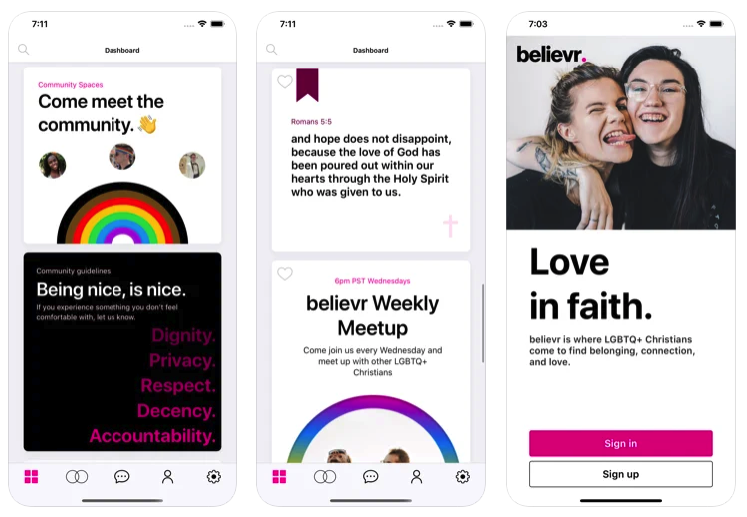 7:11
Dashboard
Community Spaces
Come meet the
community. 👋
Community guidelines
Being nice, is nice.
If you experience something you don't feel
comfortable with, let us know.
Dignity.
Privacy.
Respect.
Decency.
Accountability.
7:11
Dashboard
Romans 5:5
and hope does not disappoint,
because the love of God has
been poured out within our
hearts through the Holy Spirit
who was given to us.
6pm PST Wednesdays
believr Weekly
Meetup
Come join us every Wednesday and
meet up with other LGBTQ+
Christians
7:03
believr.
Love
in faith.
believr is where LGBTQ+ Christians
come to find belonging, connection,
and love.
Sign in
Sign up